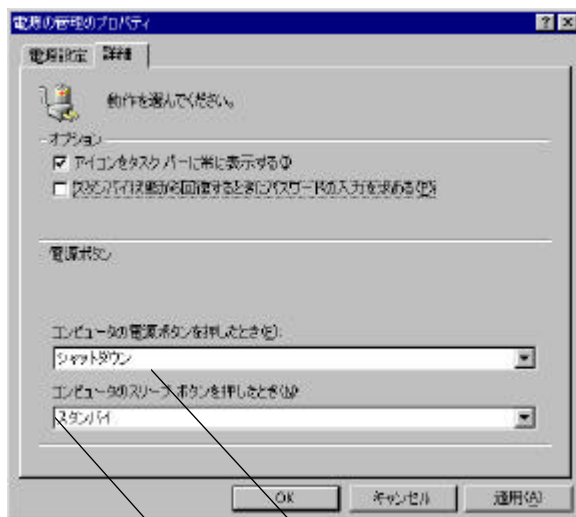 電源の管理のプロパティ
電源設定 詳細
動作を選んでください。
オプション
アイコンをタスク バーに常に表示する(I)
スタンバイ状態から回復するときにパスワードの入力を求める(P)
電源ボタン
コンピュータの電源ボタンを押したとき(E):
シャットダウン
コンピュータのスリープ ボタンを押したとき(N)
スタンバイ
OK キャンセル 適用(A)